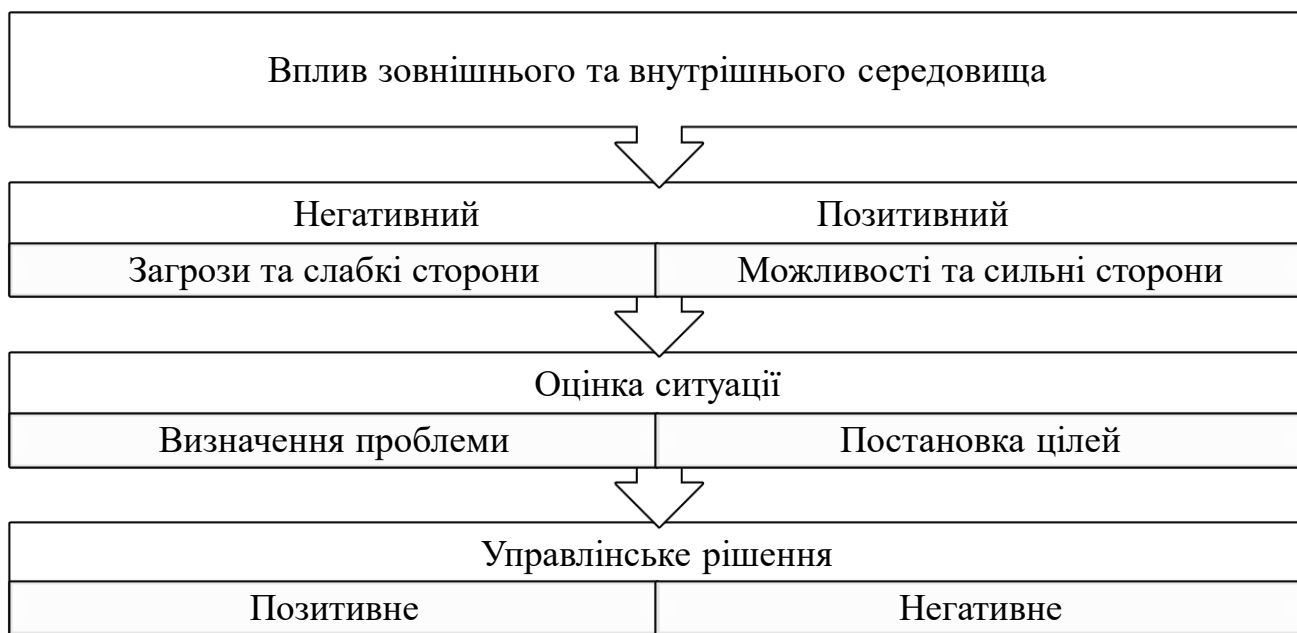 Вплив зовнішнього та внутрішнього середовища
Негативний Позитивний
Загрози та слабкі сторони Можливості та сильні сторони
Оцінка ситуації
Визначення проблеми Постановка цілей
Управлінське рішення
Позитивне Негативне